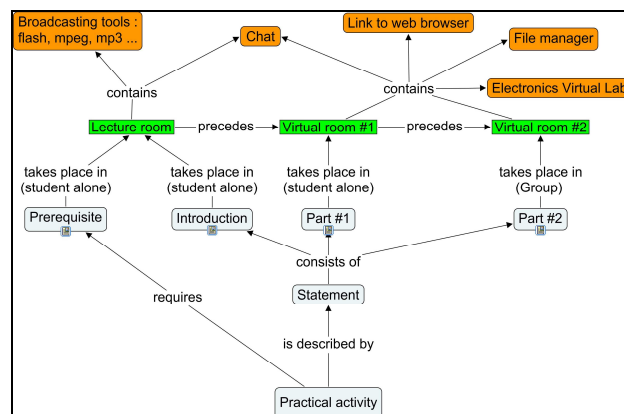 Broadcasting tools :
flash, mpeg, mp3 ...
Chat
Link to web browser
File manager
Electronics Virtual Lab
contains
contains
Lecture room
precedes
Virtual room #1
precedes
Virtual room #2
takes place in
(student alone)
takes place in
(student alone)
takes place in
(student alone)
takes place in
(Group)
Prerequisite
Introduction
Part #1
Part #2
consists of
requires
Statement
is described by
Practical activity